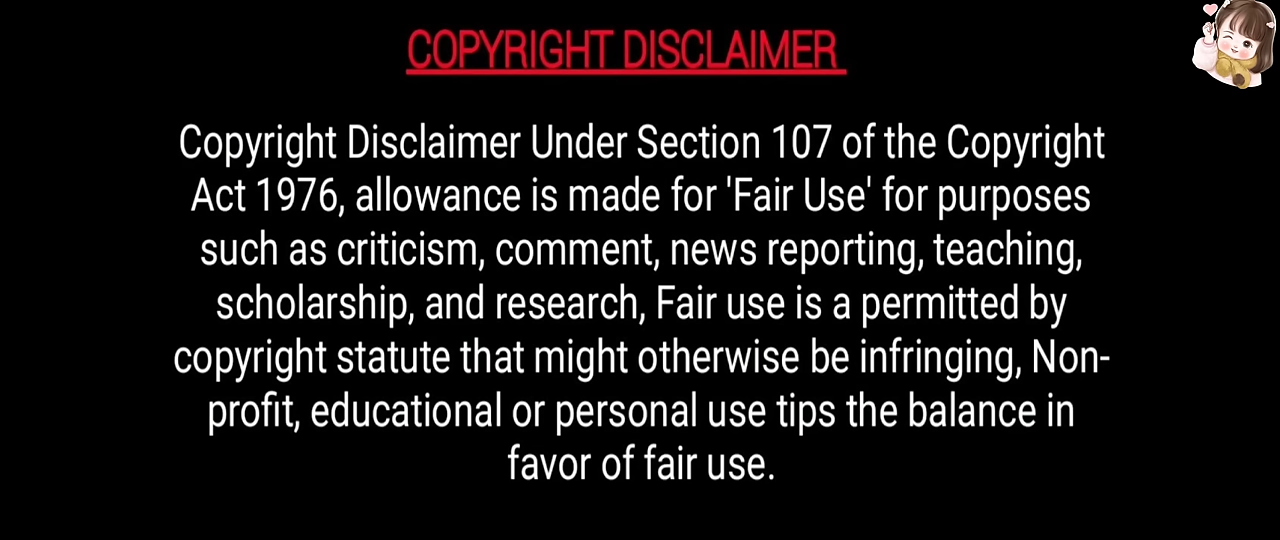 COPYRIGHT DISCLAIMER
Copyright Disclaimer Under Section 107 of the Copyright
Act 1976, allowance is made for 'Fair Use' for purposes
such as criticism, comment, news reporting, teaching,
scholarship, and research, Fair use is a permitted by
copyright statute that might otherwise be infringing, Non-
profit, educational or personal use tips the balance in
favor of fair use.